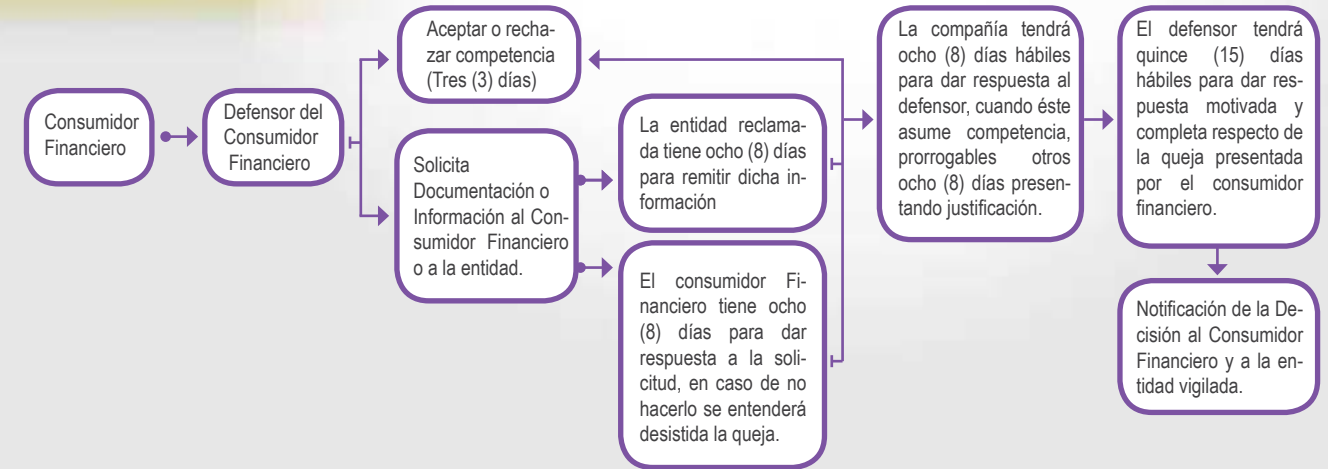 Consumidor
Financiero
Defensor del
Consumidor
Financiero
Aceptar o recha-
zar competencia
(Tres (3) días)
Solicita
Documentación o
Información al Con-
sumidor Financiero
o a la entidad.
La entidad reclama-
da tiene ocho (8) días
para remitir dicha in-
formación
El consumidor Fi-
nanciero tiene ocho
(8) días para dar
respuesta a la soli-
citud, en caso de no
hacerlo se entenderá
desistida la queja.
La compañía tendrá
ocho (8) días hábiles
para dar respuesta al
defensor, cuando éste
asume competencia,
prorrogables otros
ocho (8) días presen-
tando justificación.
El defensor tendrá
quince (15) días
hábiles para dar res-
puesta motivada y
completa respecto de
la queja presentada
por el consumidor
financiero.
Notificación de la De-
cisión al Consumidor
Financiero y a la en-
tidad vigilada.